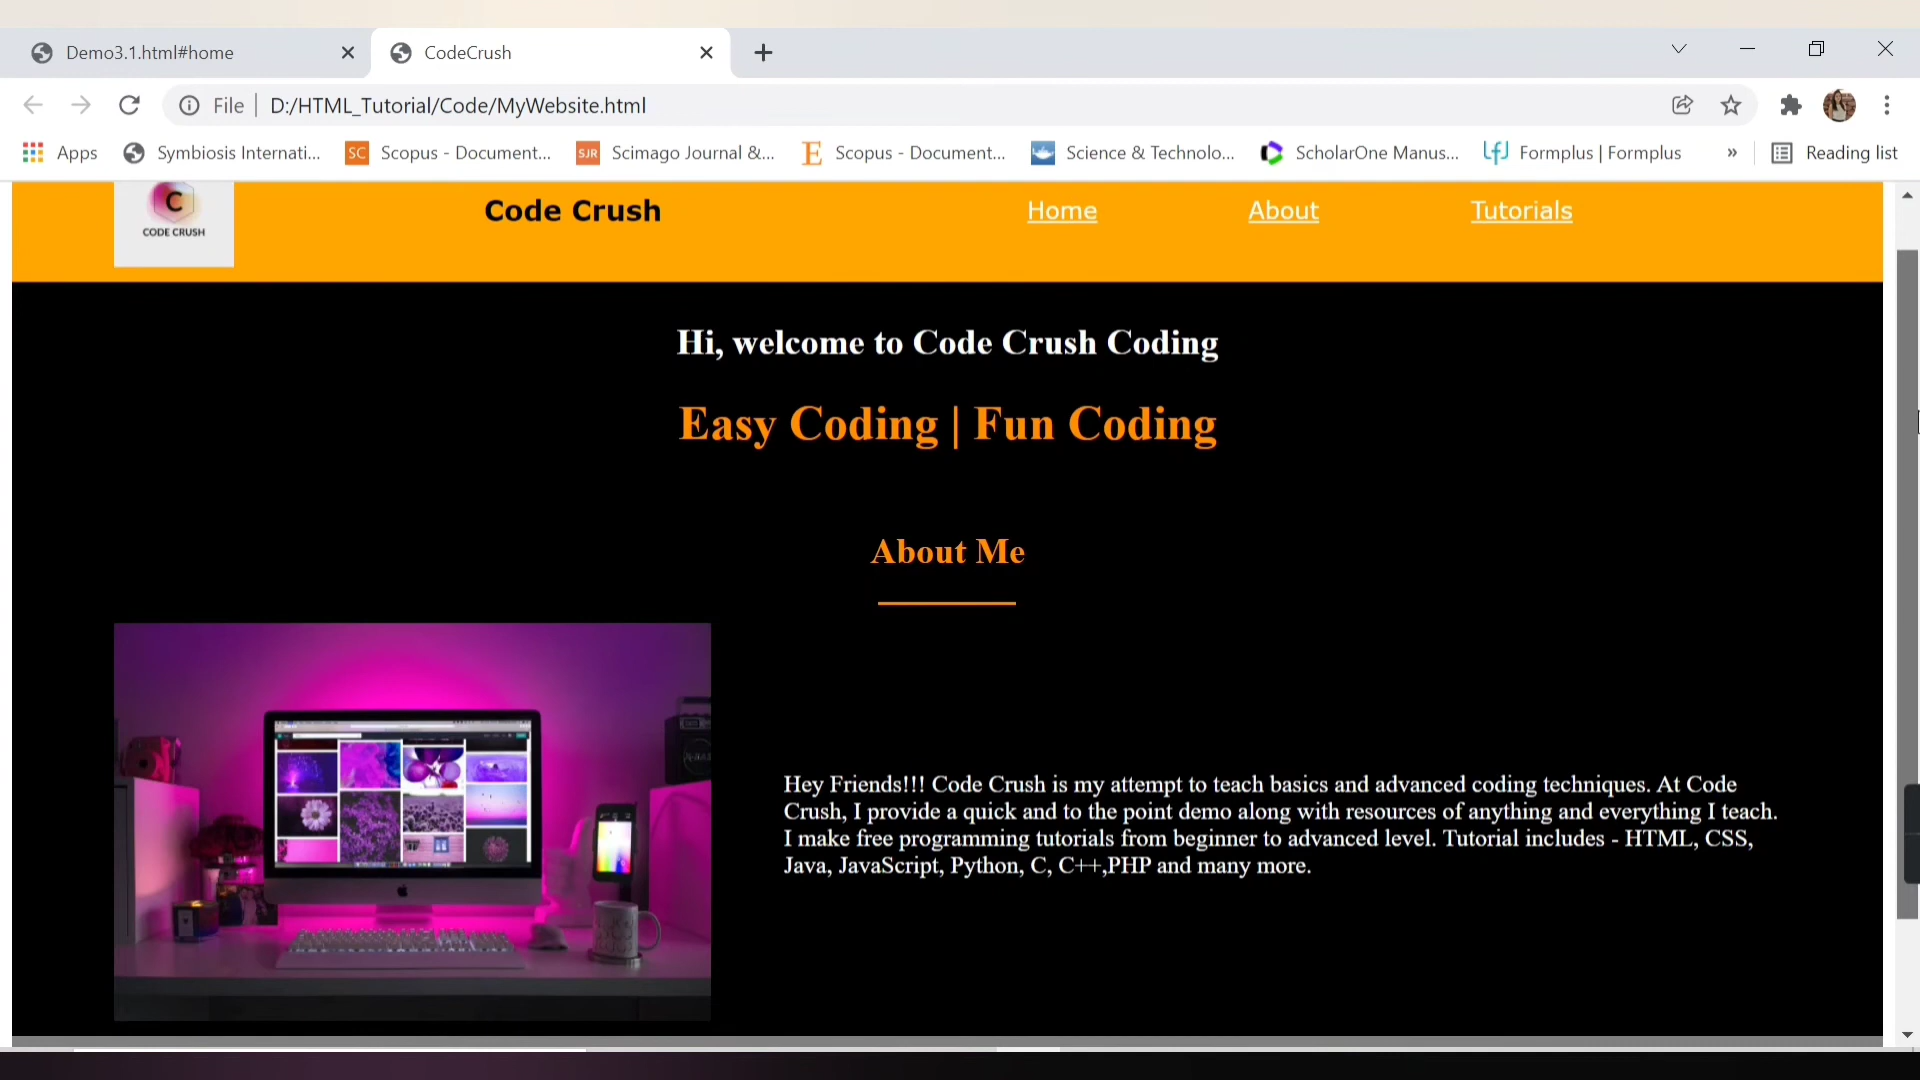 Demo3.1.html#home
CodeCrush
File
D:/HTML_Tutorial/Code/MyWebsite.html
Apps
Symbiosis Internati...
SC
Scopus - Document...
SJR
Scimago Journal &...
E
Scopus - Document...
Science & Technolo...
ScholarOne Manus...
Formplus | Formplus
»
Reading list
C
CODE CRUSH
Code Crush
Home
About
Tutorials
Hi, welcome to Code Crush Coding
Easy Coding | Fun Coding
About Me
Hey Friends!!! Code Crush is my attempt to teach basics and advanced coding techniques. At Code
Crush, I provide a quick and to the point demo along with resources of anything and everything I teach.
I make free programming tutorials from beginner to advanced level. Tutorial includes - HTML, CSS,
Java, JavaScript, Python, C, C++,PHP and many more.